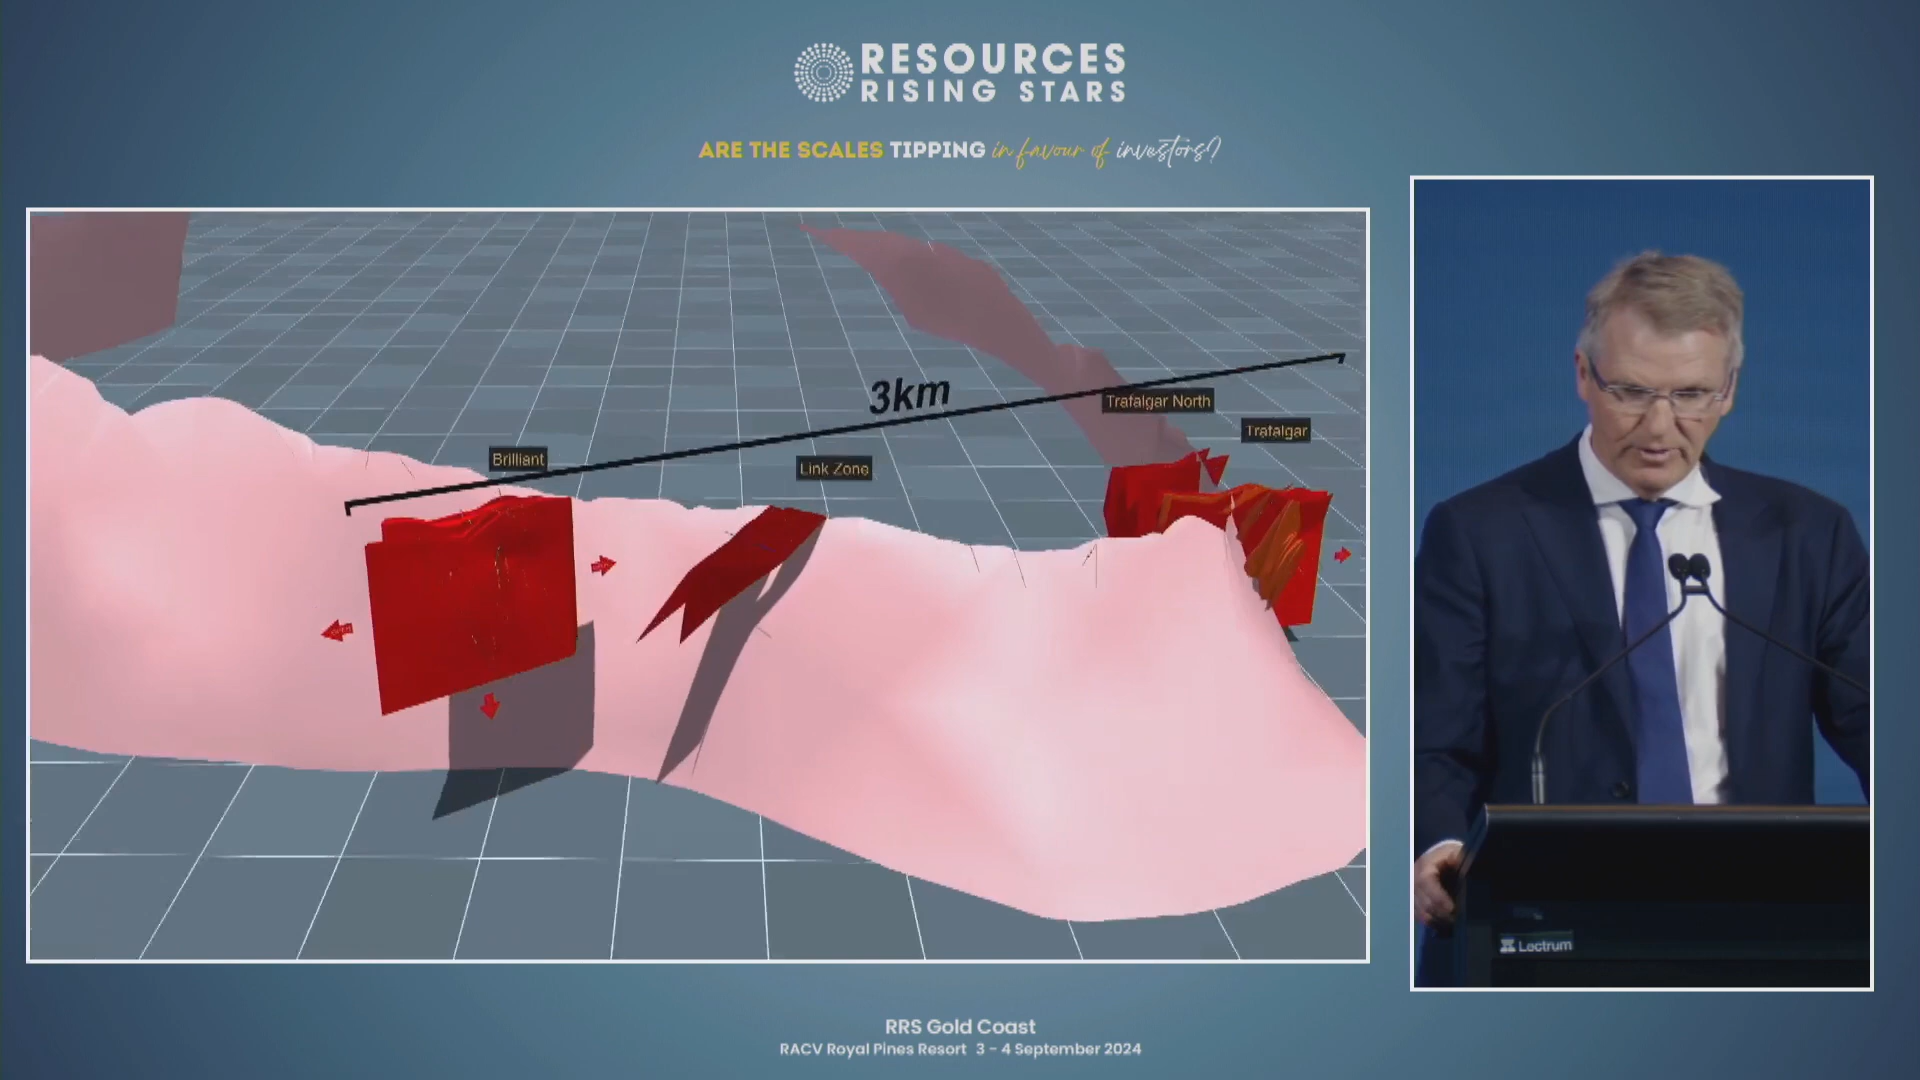 RESOURCES
RISING STARS
ARE THE SCALES TIPPING in favour of investors?
3km
Trafalgar North
Trafalgar
Brilliant
Link Zone
Lectrum
RRS Gold Coast
RACV Royal Pines Resort 3 - 4 September 2024